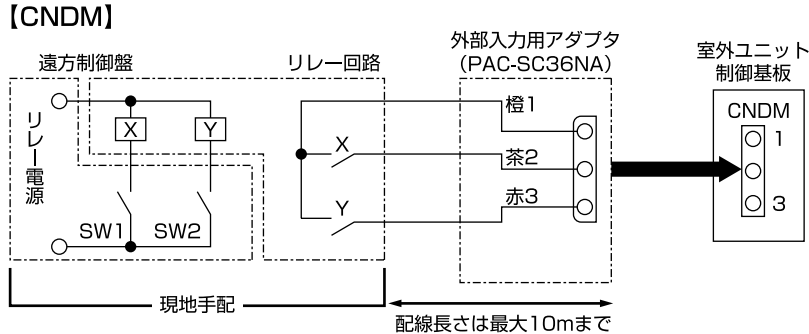 【CNDM】
遠方制御盤
リレー回路
外部入力用アダプタ
(PAC-SC36NA)
室外ユニット
制御基板
リレー電源
X
Y
SW1
SW2
X
Y
橙1
茶2
赤3
CNDM
1
3
現地手配
配線長さは最大10mまで